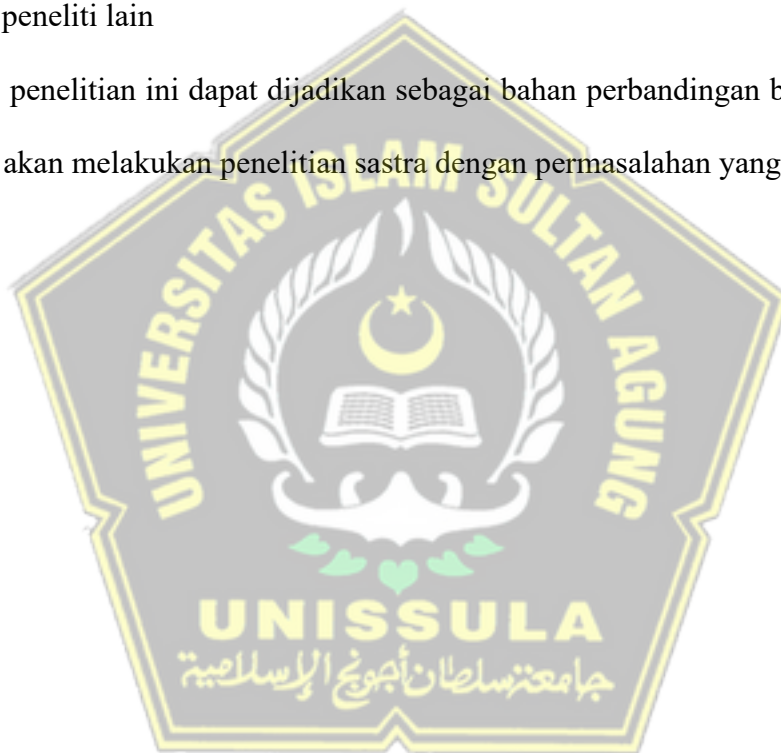 peneliti lain
penelitian ini dapat dijadikan sebagai bahan perbandingan b
akan melakukan penelitian sastra dengan permasalahan yang
UNIVERSITAS ISLAM SULTAN AGUNG
UNISSULA
جامعة سلطان أجونج الإسلامية